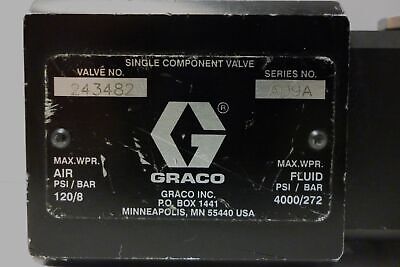 SINGLE COMPONENT VALVE
VALVE NO.
SERIES NO.
243482
A09A
®
GRACO
MAX.WPR.
AIR
PSI / BAR
120/8
MAX.WPR.
FLUID
PSI / BAR
4000/272
GRACO INC.
P.O. BOX 1441
MINNEAPOLIS, MN 55440 USA